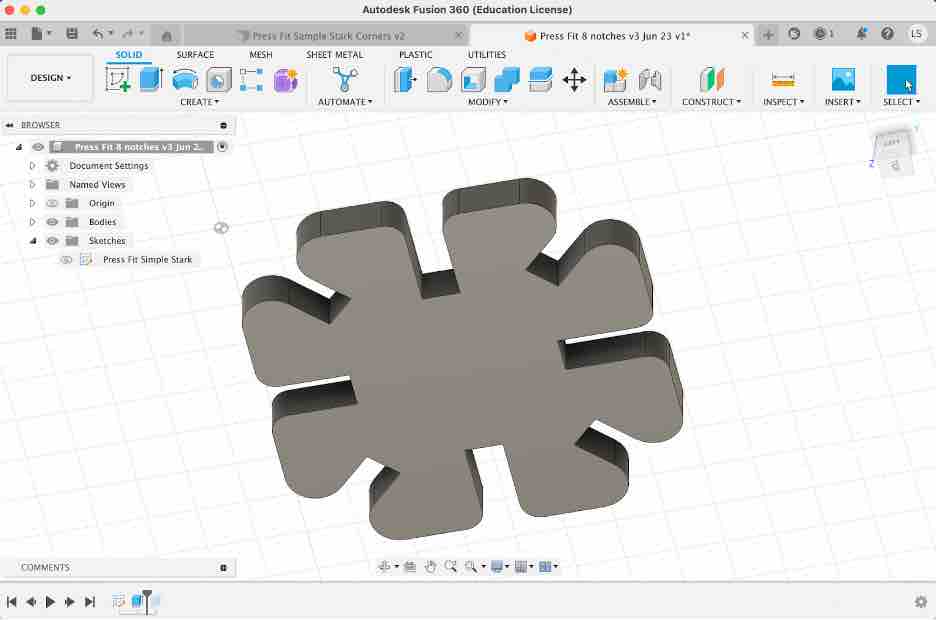 Autodesk Fusion 360 (Education License)
Press Fit Sample Stack Corners v2
Press Fit 8 notches v3 Jun 23 v1*
1
LS
DESIGN
SOLID SURFACE MESH SHEET METAL PLASTIC UTILITIES
CREATE AUTOMATE MODIFY ASSEMBLE CONSTRUCT INSPECT INSERT SELECT
BROWSER
Press Fit 8 notches v3 Jun 2...
Document Settings
Named Views
Origin
Bodies
Sketches
Press Fit Simple Stark
LEFT
Z
COMMENTS